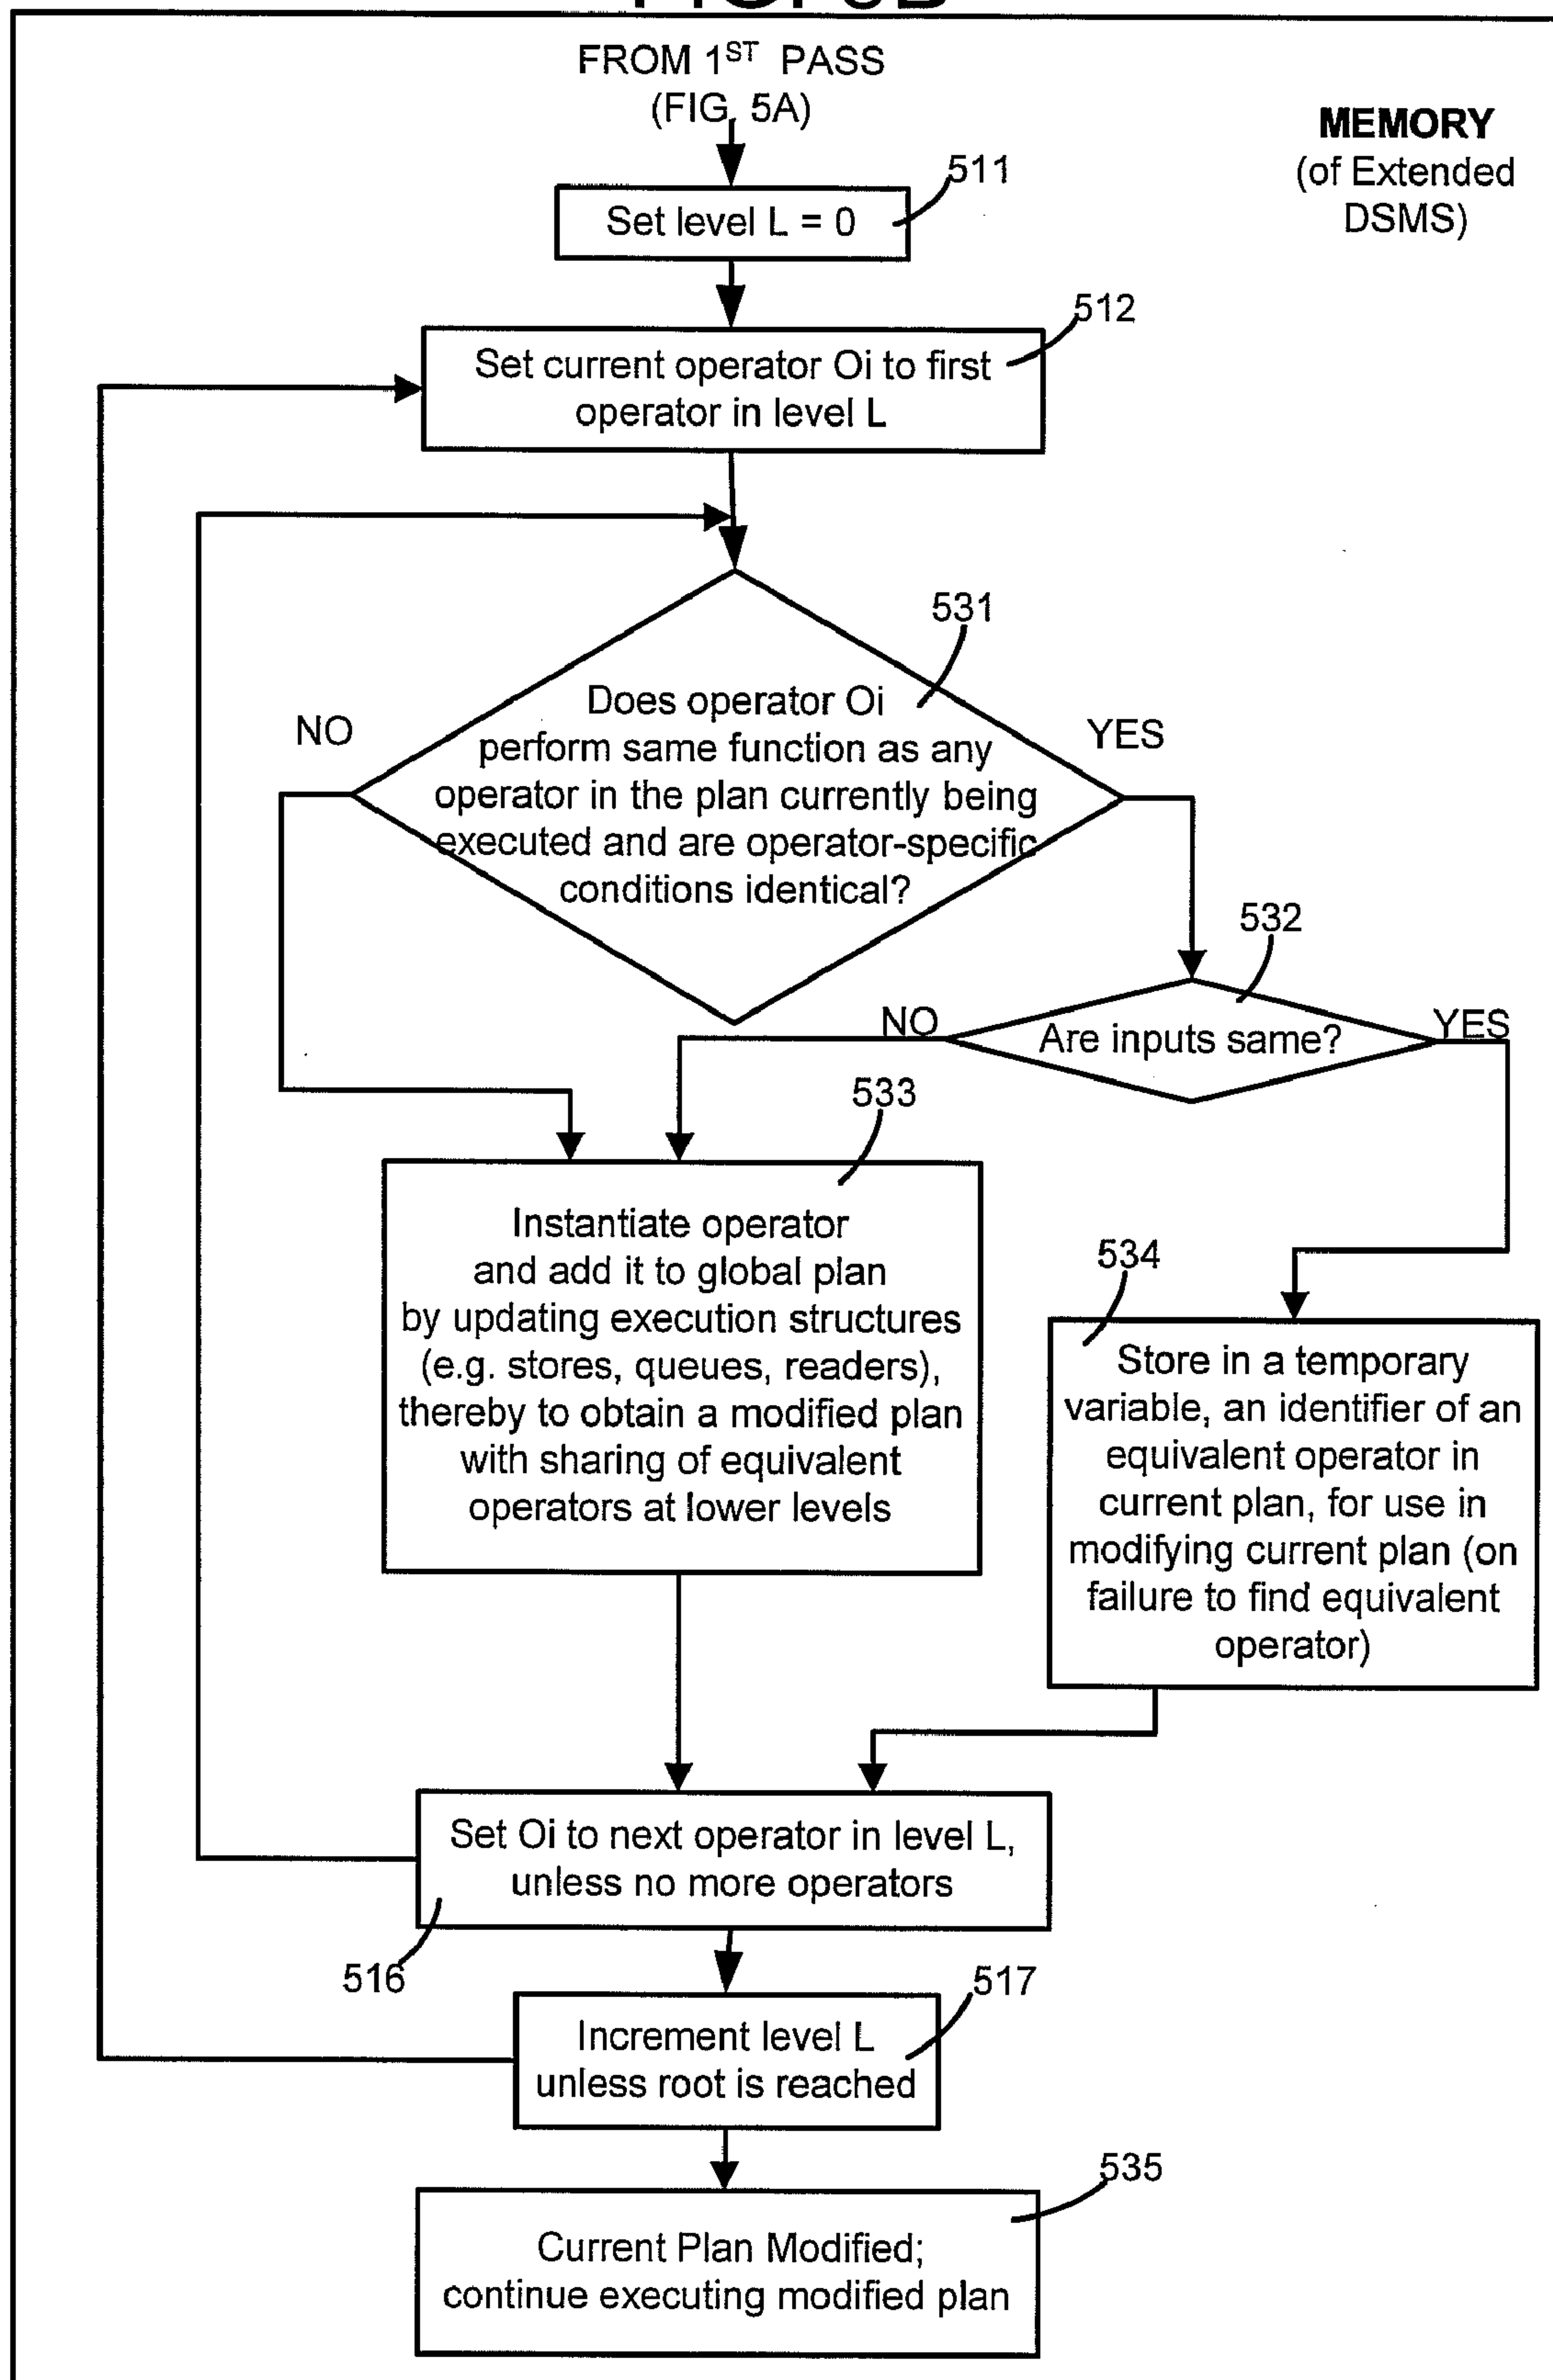 FROM 1ST PASS
(FIG. 5A)
MEMORY
(of Extended
DSMS)
511
Set level L = 0
512
Set current operator Oi to first
operator in level L
531
Does operator Oi
perform same function as any
operator in the plan currently being
executed and are operator-specific
conditions identical?
NO
YES
532
Are inputs same?
NO
YES
533
Instantiate operator
and add it to global plan
by updating execution structures
(e.g. stores, queues, readers),
thereby to obtain a modified plan
with sharing of equivalent
operators at lower levels
534
Store in a temporary
variable, an identifier of an
equivalent operator in
current plan, for use in
modifying current plan (on
failure to find equivalent
operator)
Set Oi to next operator in level L,
unless no more operators
516
517
Increment level L
unless root is reached
535
Current Plan Modified;
continue executing modified plan